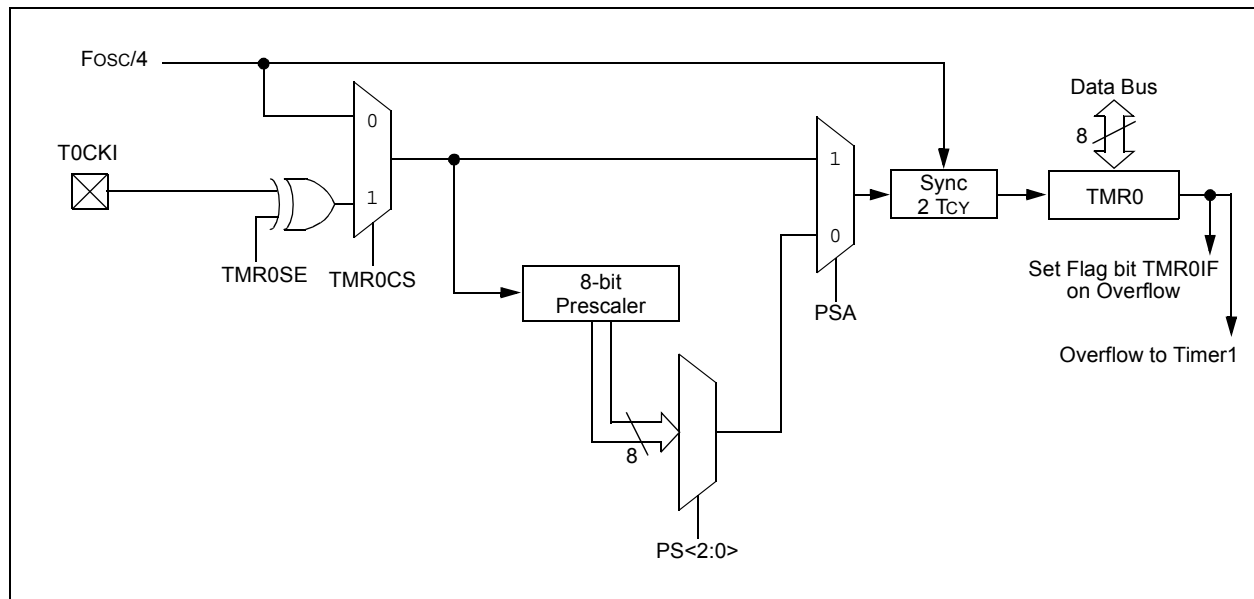 FOSC/4
Data Bus
0
8
T0CKI
1
1
Sync
2 TCY
TMR0
0
TMR0SE
TMR0CS
8-bit
Prescaler
PSA
Set Flag bit TMR0IF
on Overflow
Overflow to Timer1
8
PS<2:0>